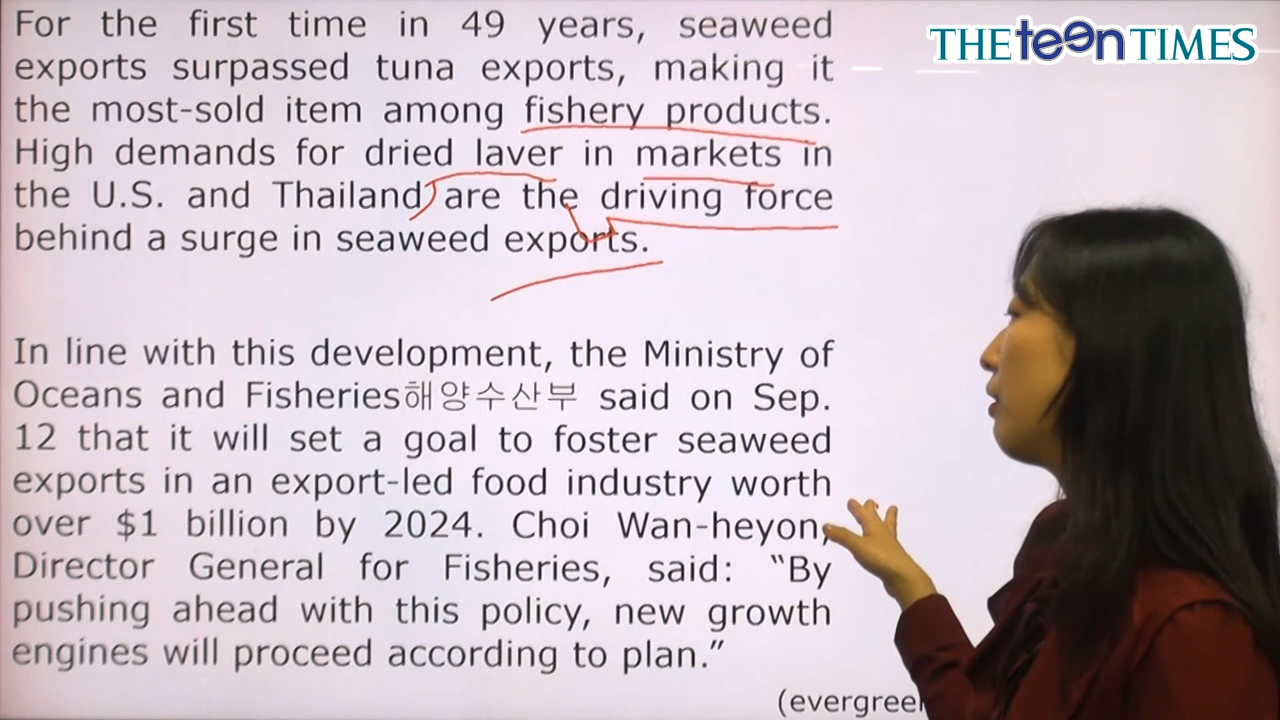 THE teen TIMES
For the first time in 49 years, seaweed
exports surpassed tuna exports, making it
the most-sold item among fishery products.
High demands for dried laver in markets in
the U.S. and Thailand are the driving force
behind a surge in seaweed exports.
In line with this development, the Ministry of
Oceans and Fisheries해양수산부 said on Sep.
12 that it will set a goal to foster seaweed
exports in an export-led food industry worth
over $1 billion by 2024. Choi Wan-heyon,
Director General for Fisheries, said: “By
pushing ahead with this policy, new growth
engines will proceed according to plan.”